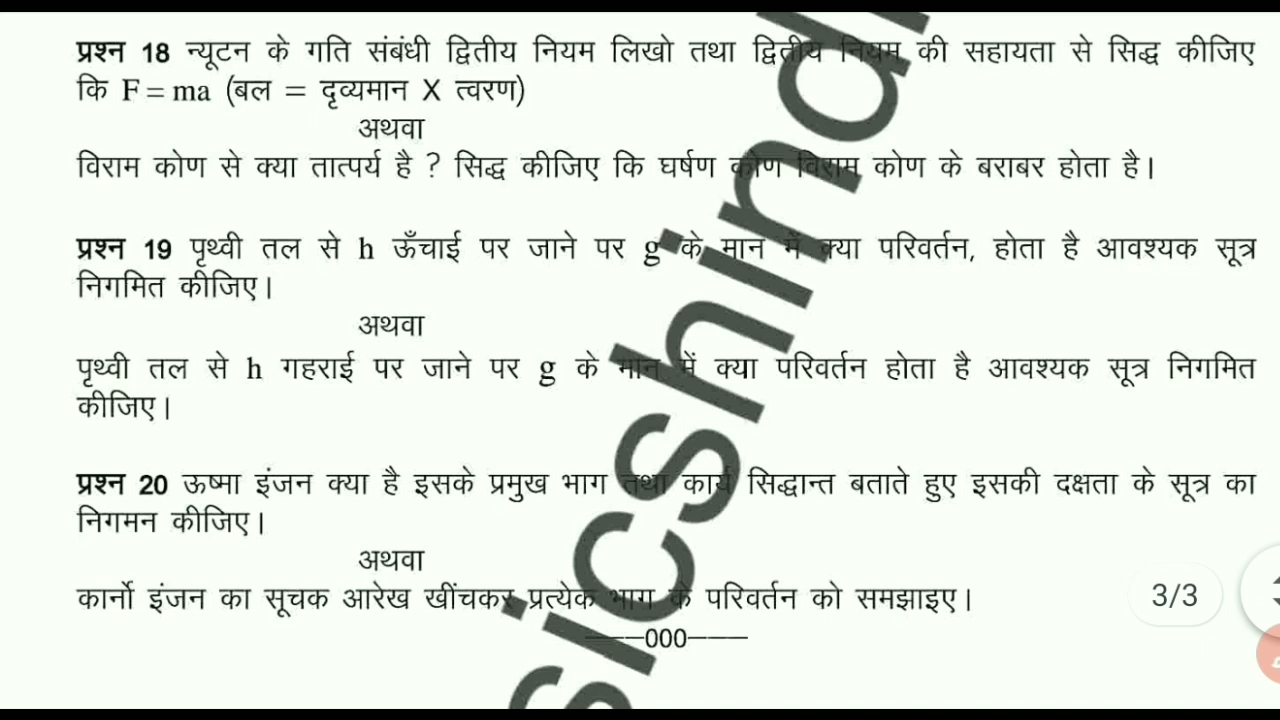 प्रश्न 18 न्यूटन के गति संबंधी द्वितीय नियम लिखो तथा द्वितीय नियम की सहायता से सिद्ध कीजिए
कि F = ma (बल = दृव्यमान X त्वरण)
अथवा
विराम कोण से क्या तात्पर्य है ? सिद्ध कीजिए कि घर्षण कोण विराम कोण के बराबर होता है।
प्रश्न 19 पृथ्वी तल से h ऊँचाई पर जाने पर g के मान में क्या परिवर्तन, होता है आवश्यक सूत्र
निगमित कीजिए।
अथवा
पृथ्वी तल से h गहराई पर जाने पर g के मान में क्या परिवर्तन होता है आवश्यक सूत्र निगमित
कीजिए।
प्रश्न 20 ऊष्मा इंजन क्या है इसके प्रमुख भाग तथा कार्य सिद्धान्त बताते हुए इसकी दक्षता के सूत्र का
निगमन कीजिए।
अथवा
कार्नो इंजन का सूचक आरेख खींचकर प्रत्येक भाग के परिवर्तन को समझाइए।
——000——
3/3
sicshindi